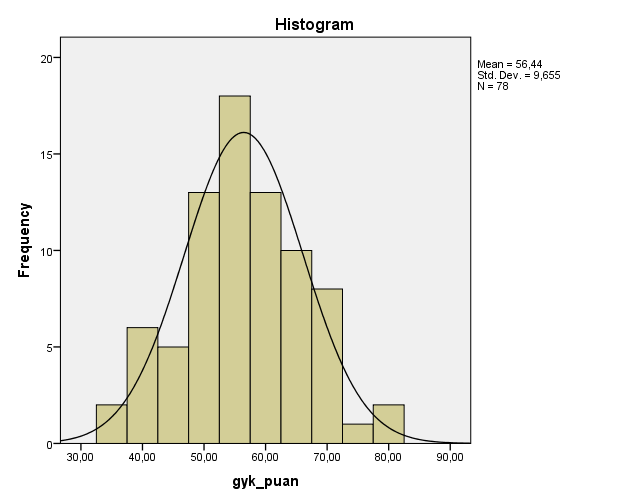 Histogram
Mean = 56,44
Std. Dev. = 9,655
N = 78
Frequency
20
15
10
5
0
30,00 40,00 50,00 60,00 70,00 80,00 90,00
gyk_puan